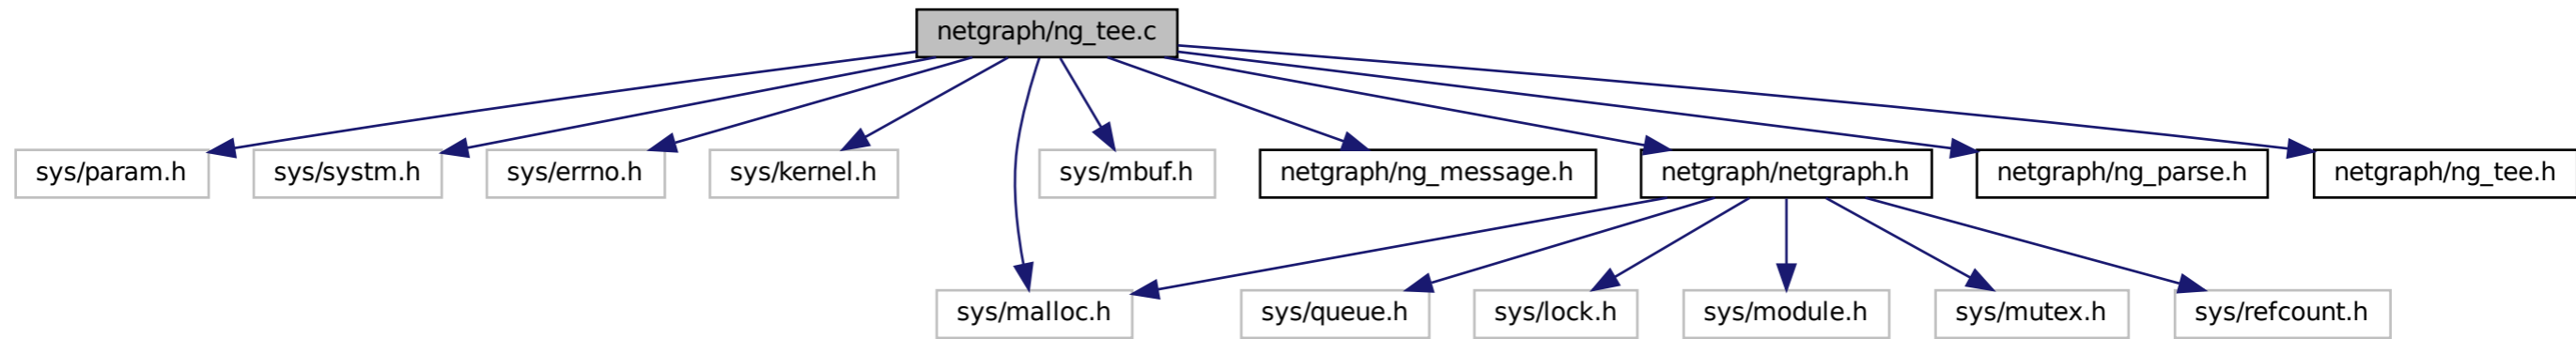 netgraph/ng_tee.c
sys/param.h
sys/systm.h
sys/errno.h
sys/kernel.h
sys/mbuf.h
netgraph/ng_message.h
netgraph/netgraph.h
netgraph/ng_parse.h
netgraph/ng_tee.h
sys/malloc.h
sys/queue.h
sys/lock.h
sys/module.h
sys/mutex.h
sys/refcount.h